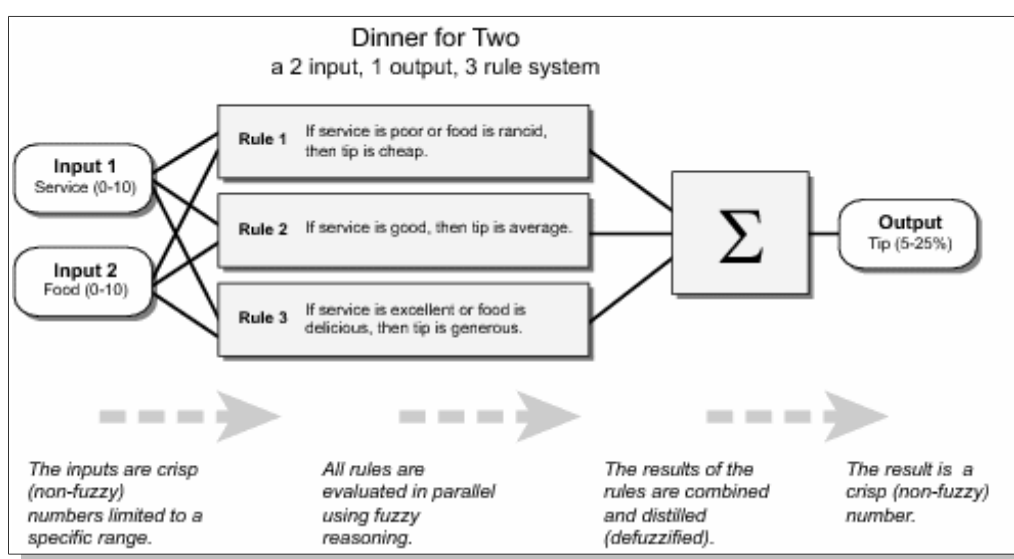 Dinner for Two
a 2 input, 1 output, 3 rule system
Input 1
Service (0-10)
Input 2
Food (0-10)
Rule 1 If service is poor or food is rancid,
then tip is cheap.
Rule 2 If service is good, then tip is average.
Rule 3 If service is excellent or food is
delicious, then tip is generous.
Σ
Output
Tip (5-25%)
The inputs are crisp
(non-fuzzy)
numbers limited to a
specific range.
All rules are
evaluated in parallel
using fuzzy
reasoning.
The results of the
rules are combined
and distilled
(defuzzified).
The result is a
crisp (non-fuzzy)
number.